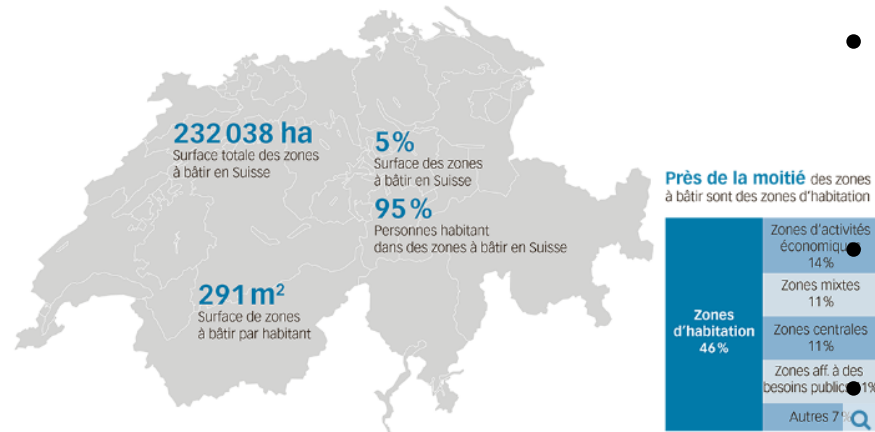 232 038 ha
Surface totale des zones
à bâtir en Suisse
5%
Surface des zones
à bâtir en Suisse
95%
Personnes habitant
dans des zones à bâtir en Suisse
291 m²
Surface de zones
à bâtir par habitant
Près de la moitié des zones
à bâtir sont des zones d'habitation
Zones
d'habitation
46%
Zones d'activités
14%
Zones mixtes
11%
Zones centrales
11%
Zones aff. à des
besoins
Autres 7%